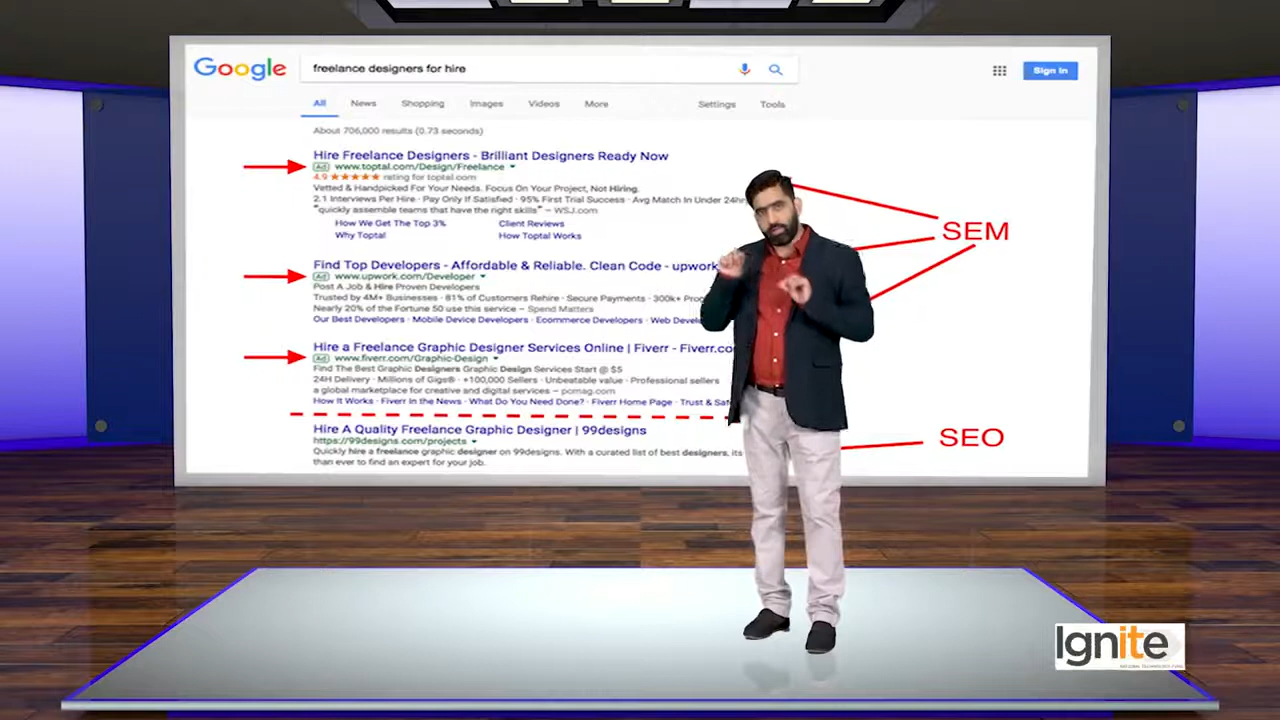 Google
freelance designers for hire
Sign In
All News Shopping Images Videos More Settings Tools
About 706,000 results (0.73 seconds)
Hire Freelance Designers - Brilliant Designers Ready Now
Ad www.toptal.com/Design/Freelance
4.9 ★★★★★ rating for toptal.com
Vetted & Handpicked For Your Needs. Focus On Your Project, Not Hiring.
2.1 Interviews Per Hire · Pay Only If Satisfied · 95% First Trial Success · Avg Match In Under 24hr
"quickly assemble teams that have the right skills" – WSJ.com
How We Get The Top 3% Client Reviews
Why Toptal How Toptal Works
SEM
Find Top Developers - Affordable & Reliable. Clean Code - upwork
Ad www.upwork.com/Developer
Post A Job & Hire Proven Developers
Trusted by 4M+ Businesses · 81% of Customers Rehire · Secure Payments · 300k+
Nearly 20% of the Fortune 50 use this service – Spend Matters
Our Best Developers · Mobile Device Developers · Ecommerce Developers · Web
Hire a Freelance Graphic Designer Services Online | Fiverr - Fiverr.co
Ad www.fiverr.com/Graphic-Design
Find The Best Graphic Designers Graphic Design Services Start @ $5
24H Delivery · Millions of Gigs® · +100,000 Sellers · Unbeatable value · Professional sellers
a global marketplace for creative and digital services – pcmag.com
How It Works · Fiverr In the News · What Do You Need Done? · Fiverr Home Page · Trust &
Hire A Quality Freelance Graphic Designer | 99designs
SEO
https://99designs.com/projects
Quickly hire a freelance graphic designer on 99designs. With a curated list of best designers, its
than ever to find an expert for your job.
Ignite